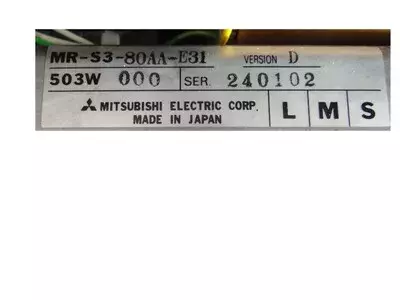 MR-S3-80AA-E31 VERSION D
503W 000 SER. 240102
MITSUBISHI ELECTRIC CORP. L M S
MADE IN JAPAN